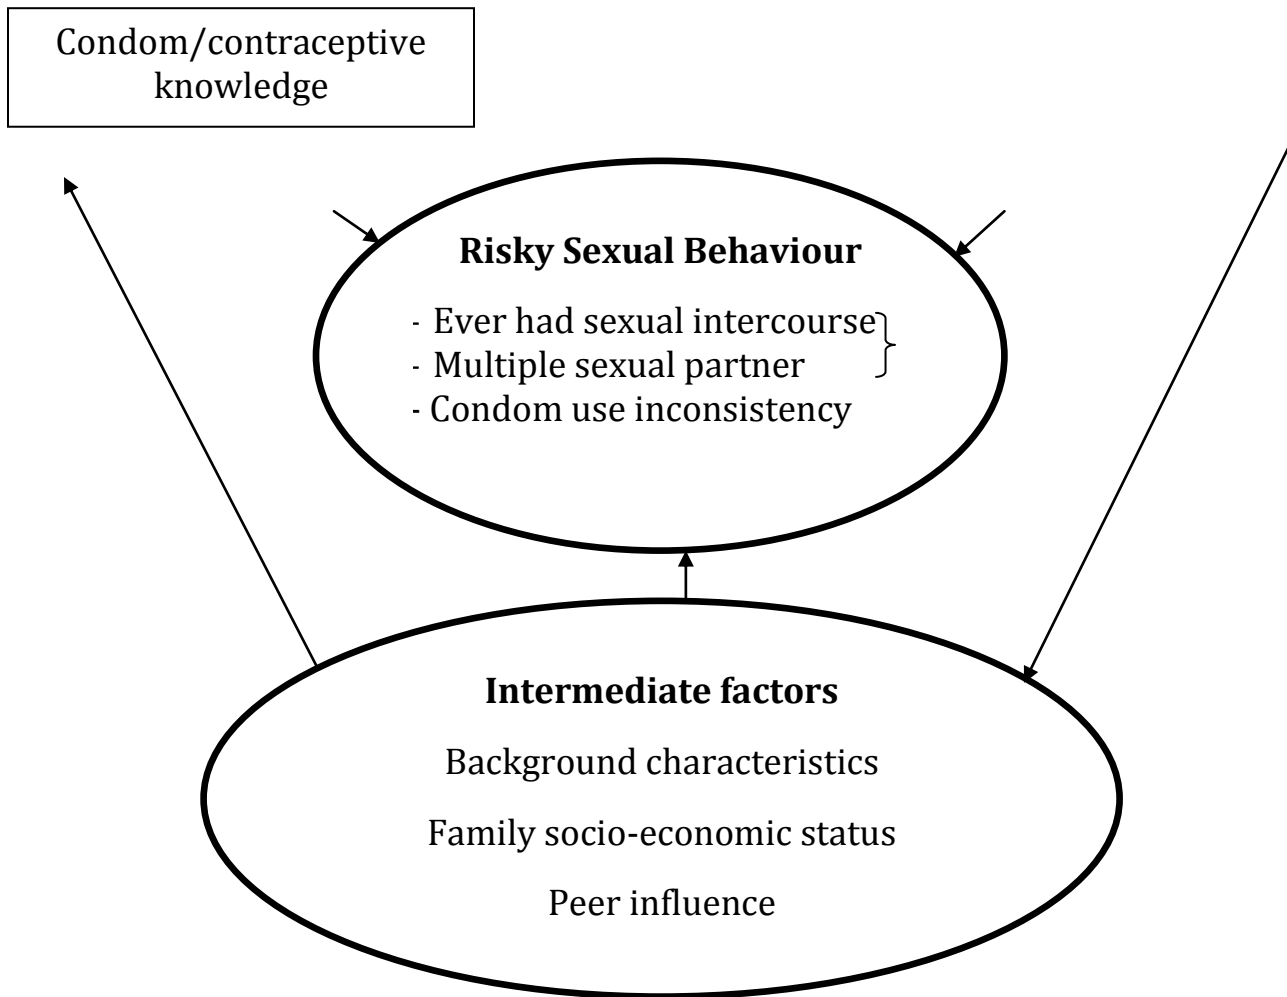 Condom/contraceptive
knowledge
Risky Sexual Behaviour
- Ever had sexual intercourse
- Multiple sexual partner
- Condom use inconsistency
Intermediate factors
Background characteristics
Family socio-economic status
Peer influence